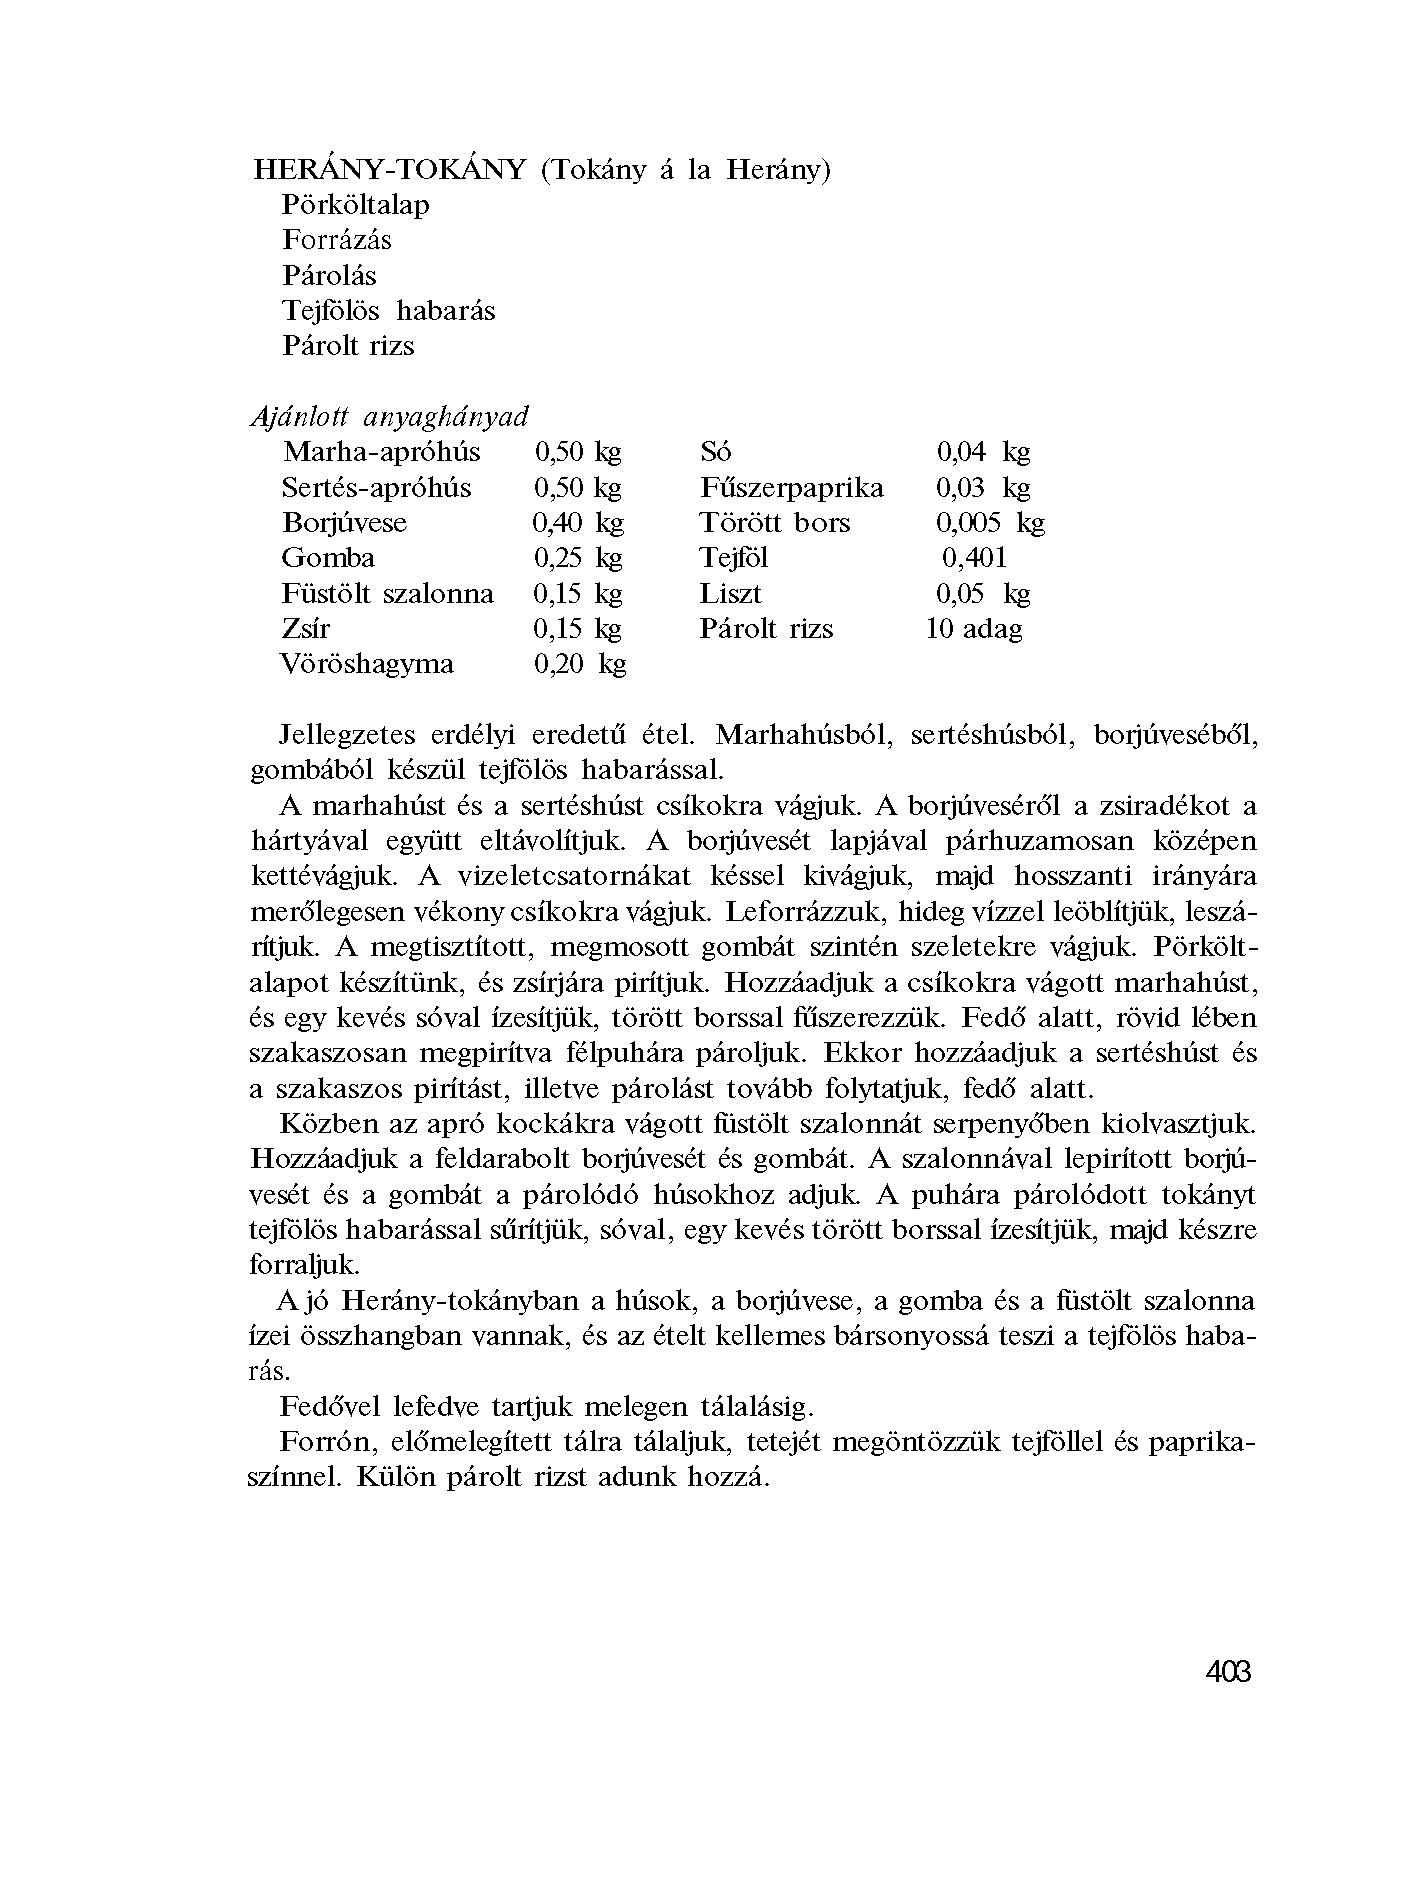 HERÁNY-TOKÁNY (Tokány á la Herány)
Pörköltalap
Forrázás
Párolás
Tejfölös habarás
Párolt rizs
Ajánlott anyaghányad
Marha-apróhús 0,50 kg Só 0,04 kg
Sertés-apróhús 0,50 kg Fűszerpaprika 0,03 kg
Borjúvese 0,40 kg Törött bors 0,005 kg
Gomba 0,25 kg Tejföl 0,401
Füstölt szalonna 0,15 kg Liszt 0,05 kg
Zsír 0,15 kg Párolt rizs 10 adag
Vöröshagyma 0,20 kg
Jellegzetes erdélyi eredetű étel. Marhahúsból, sertéshúsból, borjúveséből,
gombából készül tejfölös habarással.
A marhahúst és a sertéshúst csíkokra vágjuk. A borjúveséről a zsiradékot a
hártyával együtt eltávolítjuk. A borjúvesét lapjával párhuzamosan középen
kettévágjuk. A vizeletcsatornákat késsel kivágjuk, majd hosszanti irányára
merőlegesen vékony csíkokra vágjuk. Leforrázzuk, hideg vízzel leöblítjük, leszá-
rítjuk. A megtisztított, megmosott gombát szintén szeletekre vágjuk. Pörkölt-
alapot készítünk, és zsírjára pirítjuk. Hozzáadjuk a csíkokra vágott marhahúst,
és egy kevés sóval ízesítjük, törött borssal fűszerezzük. Fedő alatt, rövid lében
szakaszosan megpirítva félpuhára pároljuk. Ekkor hozzáadjuk a sertéshúst és
a szakaszos pirítást, illetve párolást tovább folytatjuk, fedő alatt.
Közben az apró kockákra vágott füstölt szalonnát serpenyőben kiolvasztjuk.
Hozzáadjuk a feldarabolt borjúvesét és gombát. A szalonnával lepirított borjú-
vesét és a gombát a párolódó húsokhoz adjuk. A puhára párolódott tokányt
tejfölös habarással sűrítjük, sóval, egy kevés törött borssal ízesítjük, majd készre
forraljuk.
A jó Herány-tokányban a húsok, a borjúvese, a gomba és a füstölt szalonna
ízei összhangban vannak, és az ételt kellemes bársonyossá teszi a tejfölös haba-
rás.
Fedővel lefedve tartjuk melegen tálalásig.
Forrón, előmelegített tálra tálaljuk, tetejét megöntözzük tejföllel és paprika-
színnel. Külön párolt rizst adunk hozzá.
403